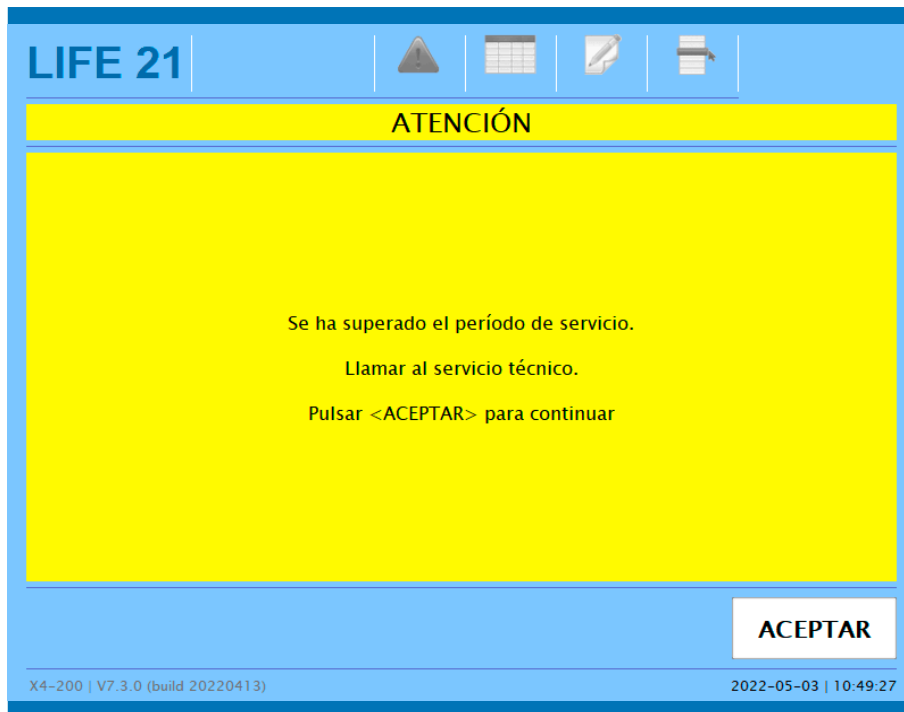 LIFE 21
ATENCIÓN
Se ha superado el período de servicio.
Llamar al servicio técnico.
Pulsar <ACEPTAR> para continuar
ACEPTAR
X4-200 | V7.3.0 (build 20220413)
2022-05-03 | 10:49:27